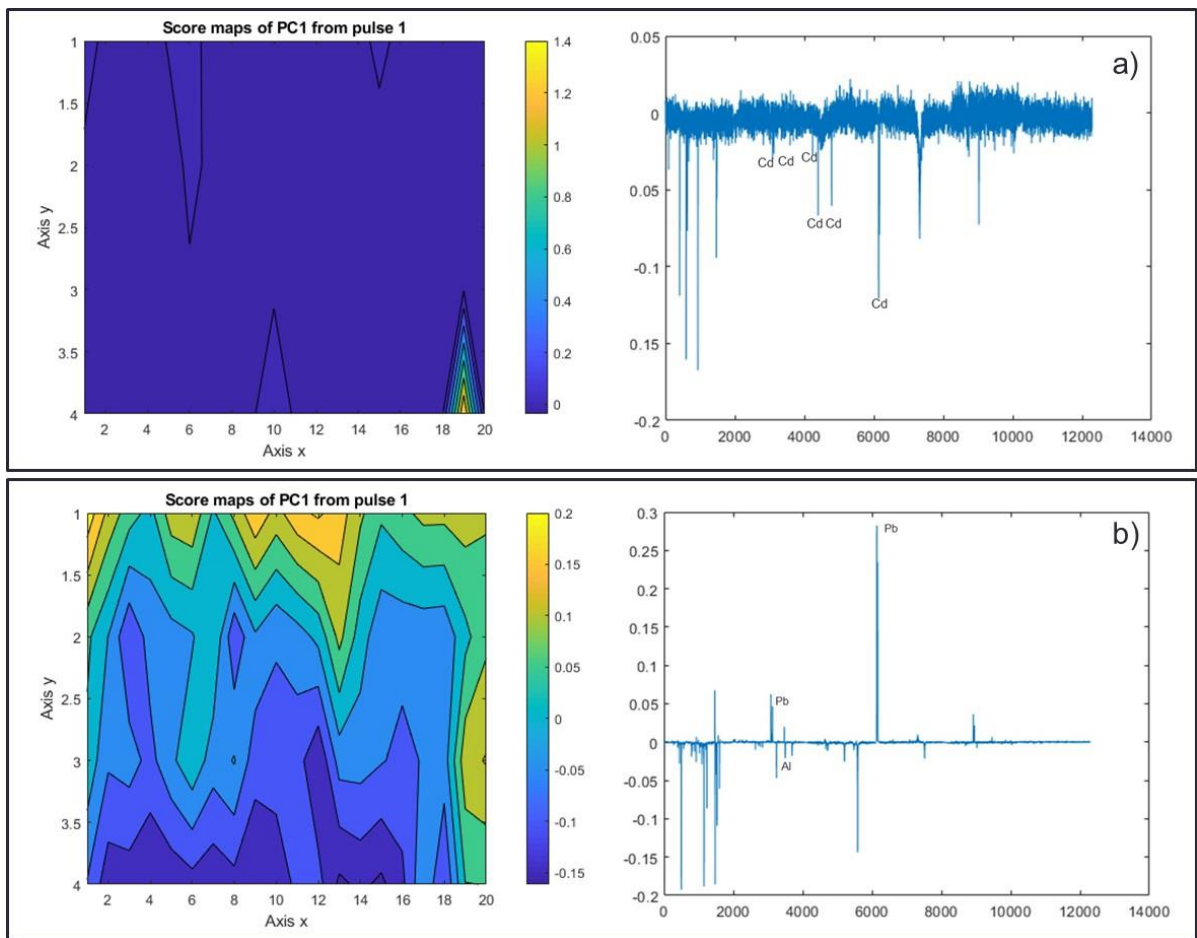 Score maps of PC1 from pulse 1
1
1.5
2
2.5
3
3.5
4
Axis y
2 4 6 8 10 12 14 16 18 20
Axis x
1.4
1.2
1
0.8
0.6
0.4
0.2
0
a)
0.05
0
0.05
-0.1
0.15
-0.2
Cd Cd Cd
Cd Cd
Cd
0 2000 4000 6000 8000 10000 12000 14000
Score maps of PC1 from pulse 1
1
1.5
2
2.5
3
3.5
4
Axis y
2 4 6 8 10 12 14 16 18 20
Axis x
0.2
0.15
0.1
0.05
0
-0.05
-0.1
-0.15
b)
0.3
0.25
0.2
0.15
0.1
0.05
0
-0.05
-0.1
-0.15
-0.2
Pb
Pb
Al
0 2000 4000 6000 8000 10000 12000 14000